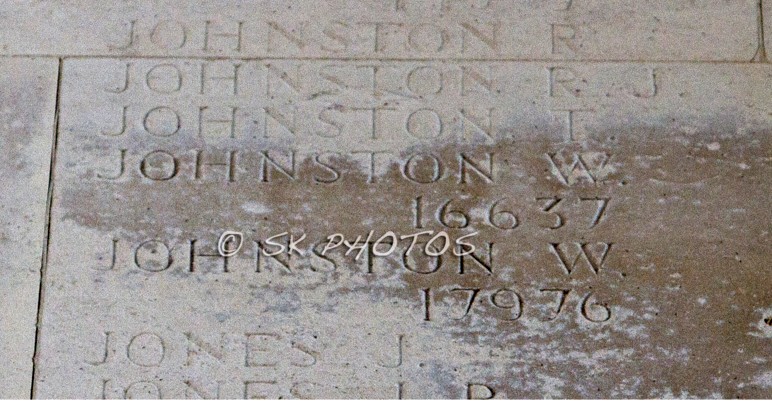 JOHNSTON R.
JOHNSTON R. J.
JOHNSTON T.
JOHNSTON W.
16637
© SK PHOTOS
JOHNSTON W.
17976
JONES J.